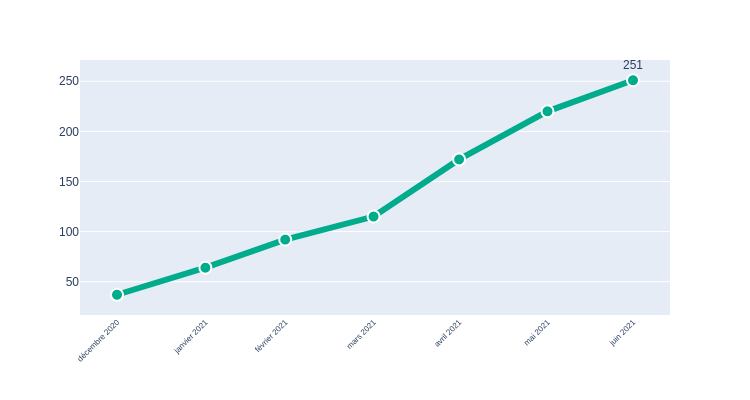 251
250
200
150
100
50
décembre 2020
janvier 2021
février 2021
mars 2021
avril 2021
mai 2021
juin 2021